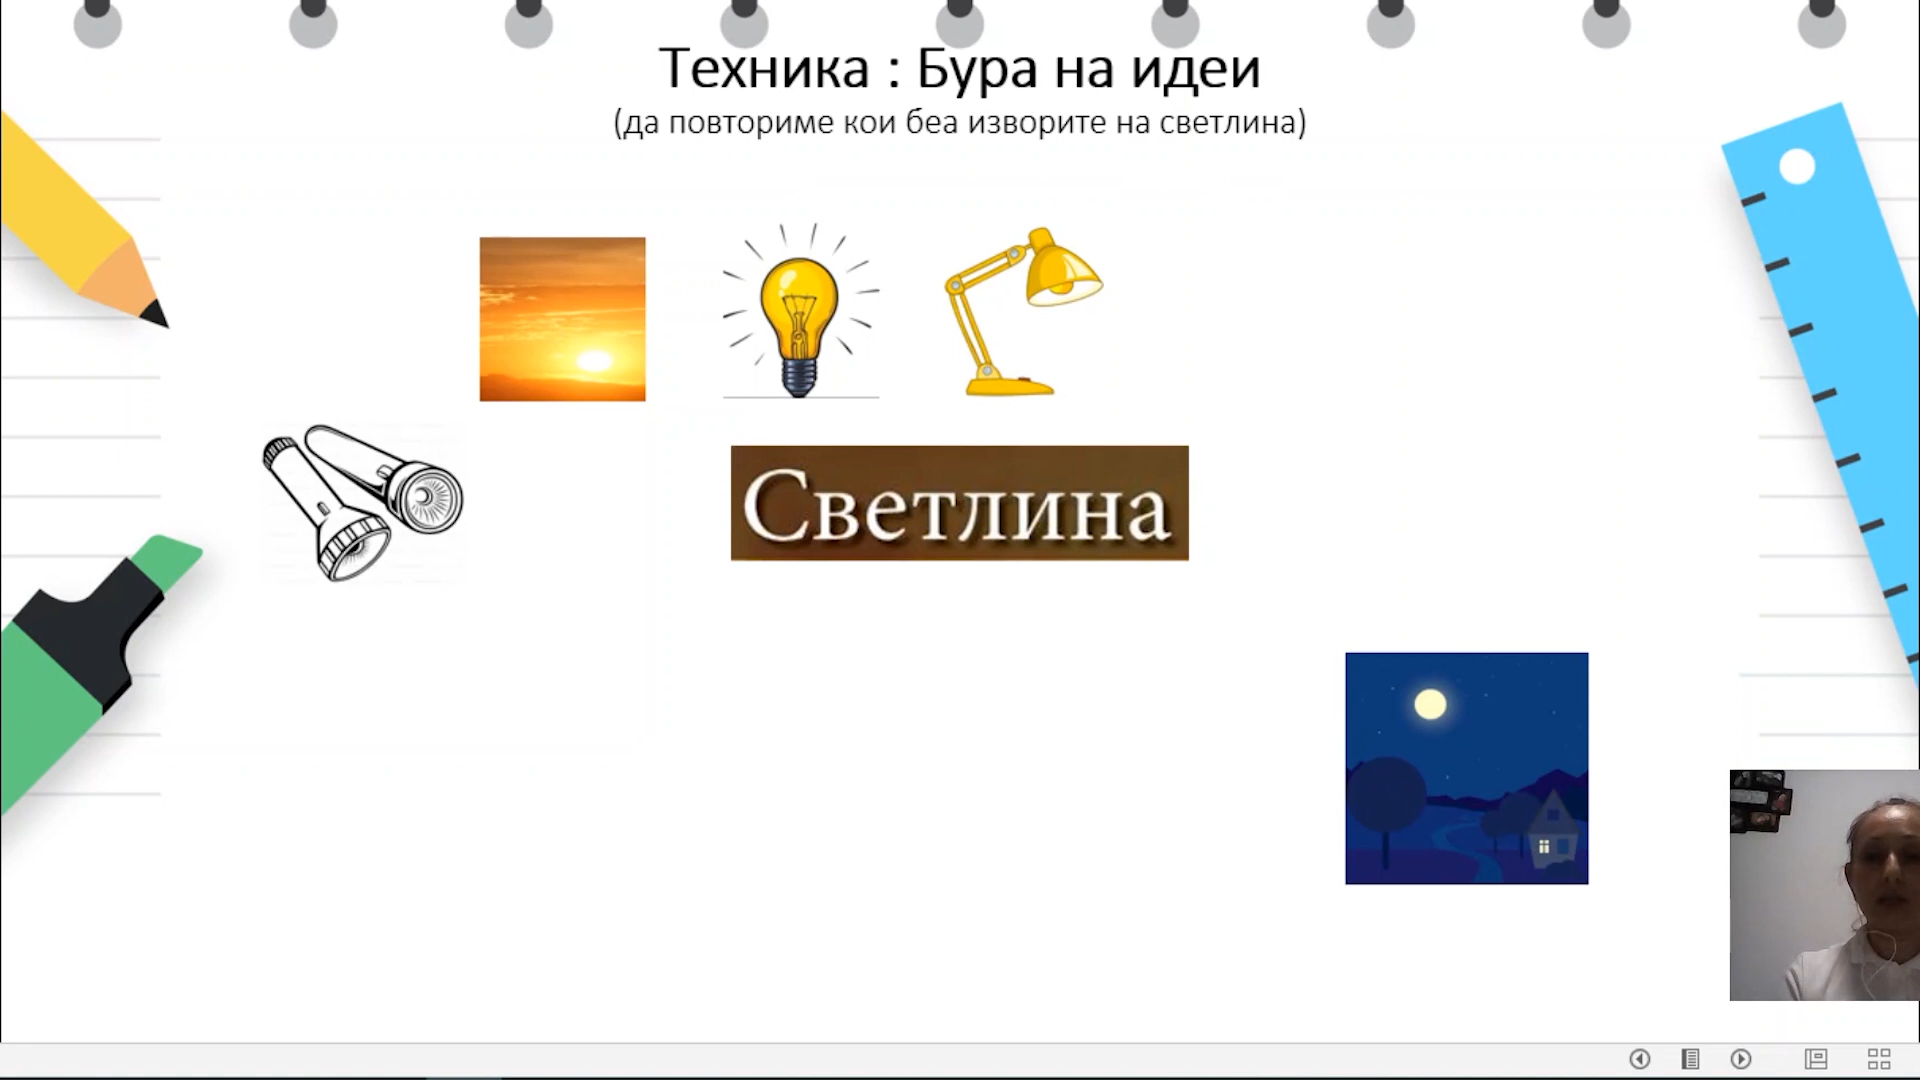 Техника : Бура на идеи
(да повториме кои беа изворите на светлина)
Светлина